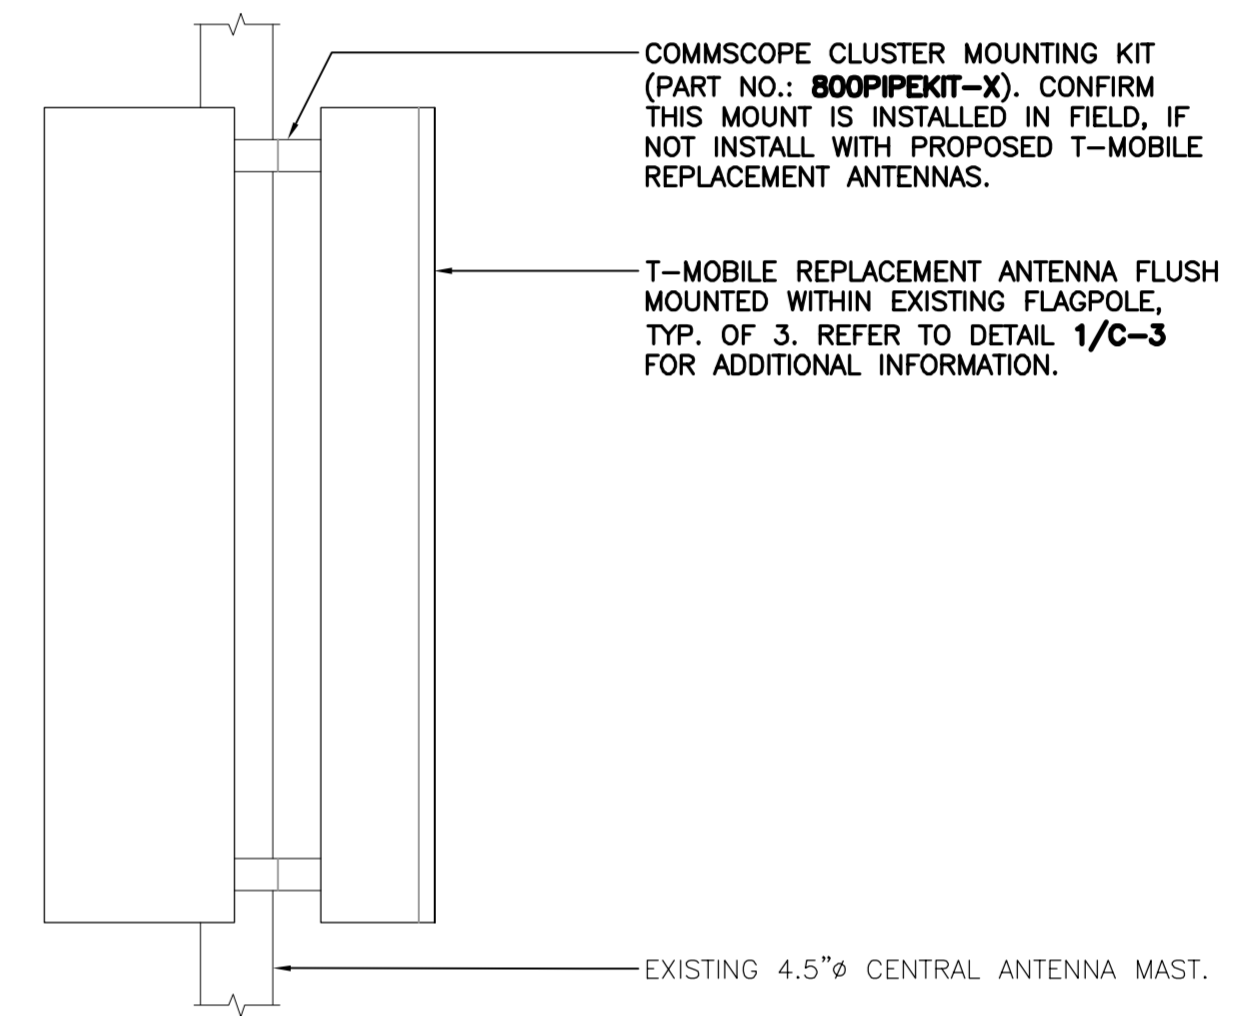 COMMSCOPE CLUSTER MOUNTING KIT
(PART NO.: 800PIPEKIT-X). CONFIRM
THIS MOUNT IS INSTALLED IN FIELD, IF
NOT INSTALL WITH PROPOSED T-MOBILE
REPLACEMENT ANTENNAS.
T-MOBILE REPLACEMENT ANTENNA FLUSH
MOUNTED WITHIN EXISTING FLAGPOLE,
TYP. OF 3. REFER TO DETAIL 1/C-3
FOR ADDITIONAL INFORMATION.
EXISTING 4.5"ø CENTRAL ANTENNA MAST.